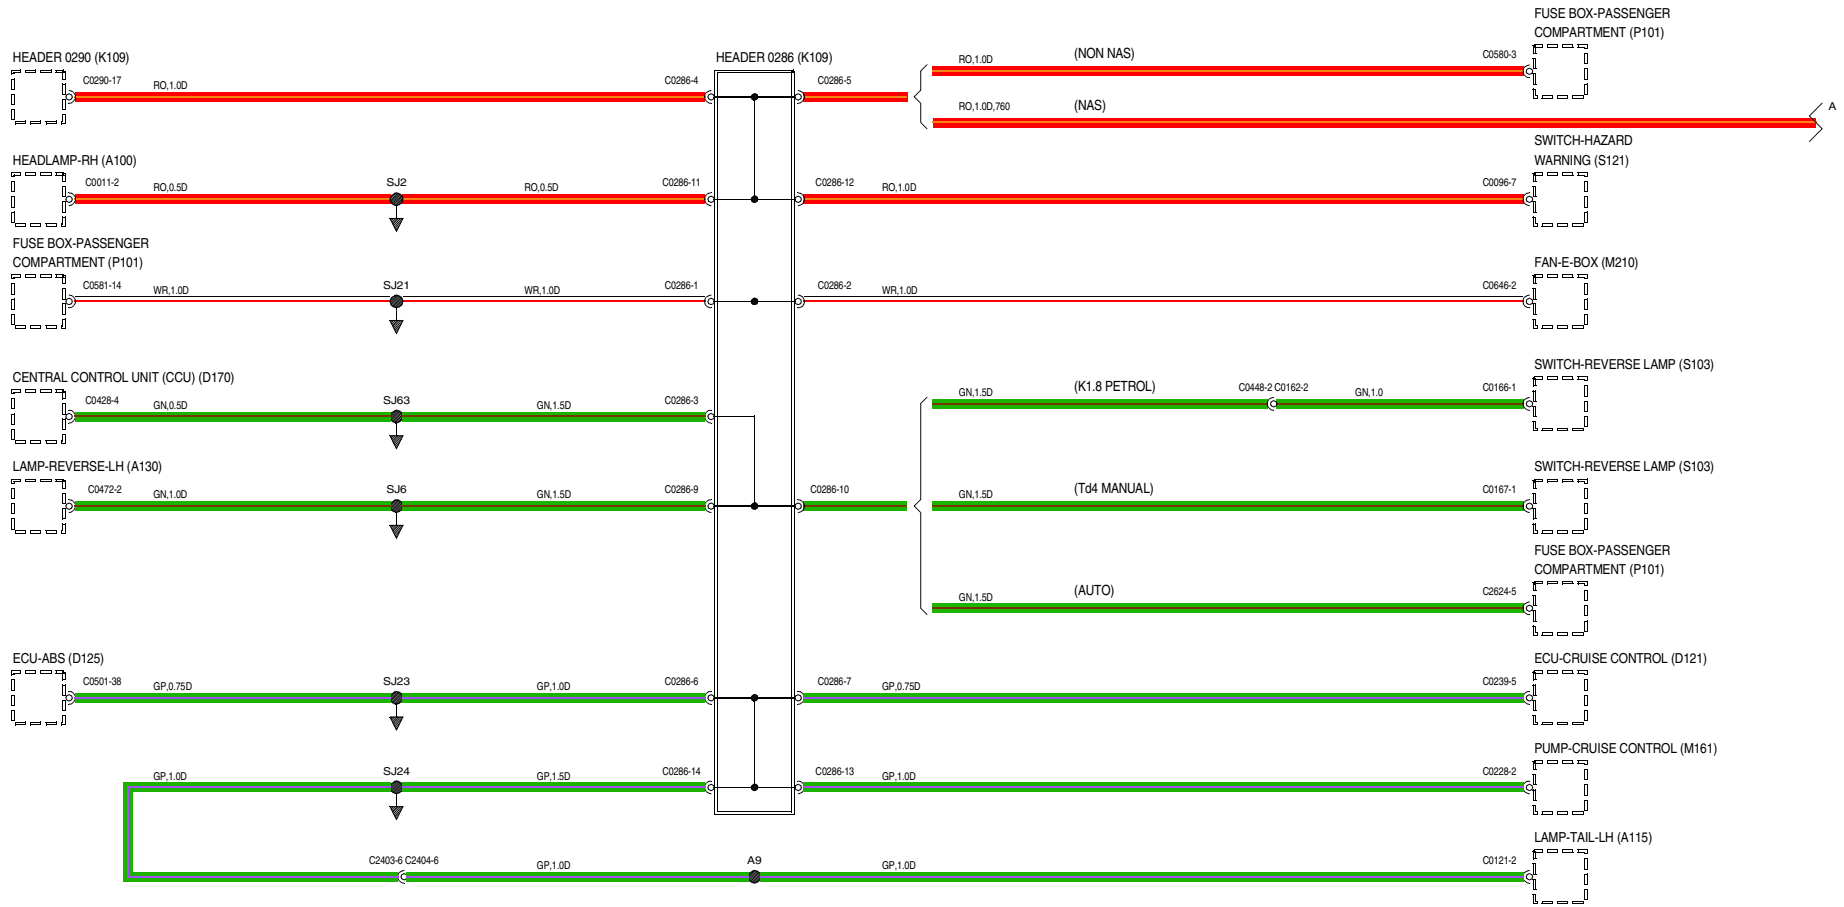 FUSE BOX-PASSENGER
COMPARTMENT (P101)
HEADER 0290 (K109)
HEADER 0286 (K109)
C0290-17
RO,1.0D
C0286-4
C0286-5
RO,1.0D
(NON NAS)
C0580-3
RO,1.0D,760
(NAS)
A
SWITCH-HAZARD
WARNING (S121)
HEADLAMP-RH (A100)
C0011-2
RO,0.5D
SJ2
RO,0.5D
C0286-11
C0286-12
RO,1.0D
C0096-7
FUSE BOX-PASSENGER
COMPARTMENT (P101)
FAN-E-BOX (M210)
C0581-14
WR,1.0D
SJ21
WR,1.0D
C0286-1
C0286-2
WR,1.0D
C0646-2
CENTRAL CONTROL UNIT (CCU) (D170)
SWITCH-REVERSE LAMP (S103)
C0428-4
GN,0.5D
SJ63
GN,1.5D
C0286-3
GN,1.5D
(K1.8 PETROL)
C0448-2 C0162-2
GN,1.0
C0166-1
LAMP-REVERSE-LH (A130)
SWITCH-REVERSE LAMP (S103)
C0472-2
GN,1.0D
SJ6
GN,1.5D
C0286-9
C0286-10
GN,1.5D
(Td4 MANUAL)
C0167-1
FUSE BOX-PASSENGER
COMPARTMENT (P101)
GN,1.5D
(AUTO)
C2624-5
ECU-ABS (D125)
ECU-CRUISE CONTROL (D121)
C0501-38
GP,0.75D
SJ23
GP,1.0D
C0286-6
C0286-7
GP,0.75D
C0239-5
PUMP-CRUISE CONTROL (M161)
GP,1.0D
SJ24
GP,1.5D
C0286-14
C0286-13
GP,1.0D
C0228-2
LAMP-TAIL-LH (A115)
C2403-6 C2404-6
GP,1.0D
A9
GP,1.0D
C0121-2